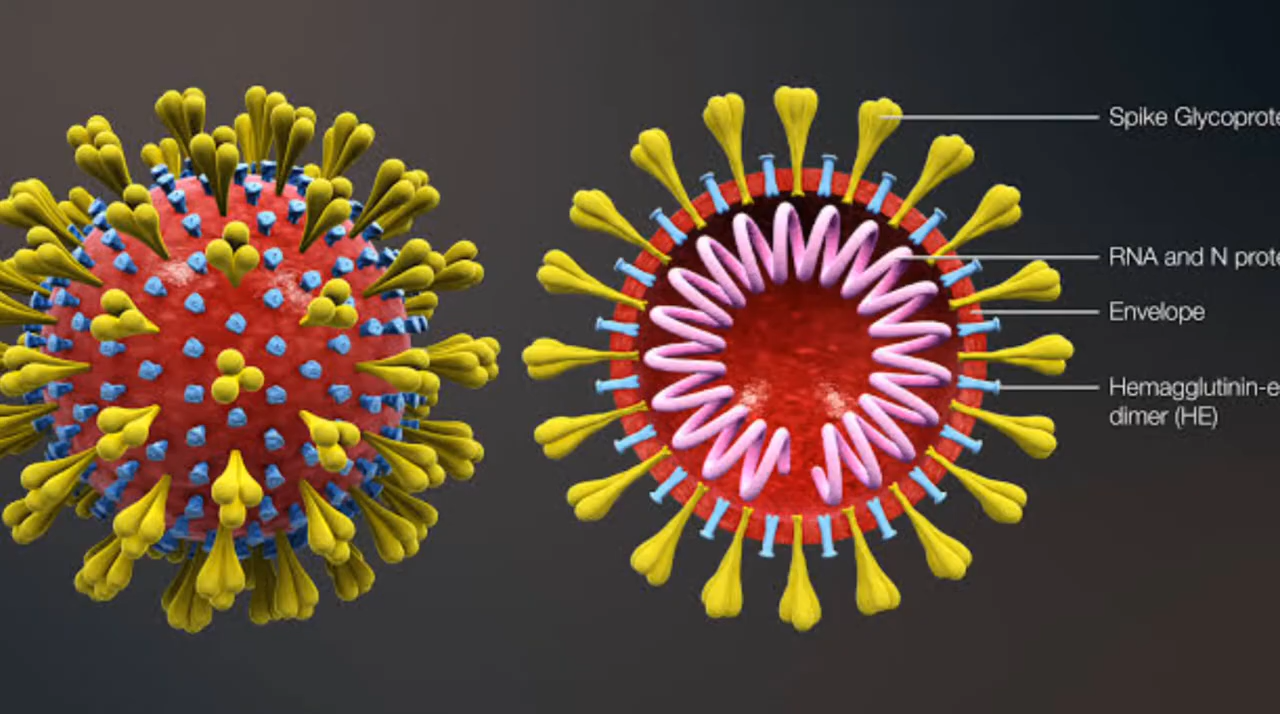 Spike Glycoprote
RNA and N prote
Envelope
Hemagglutinin-e
dimer (HE)